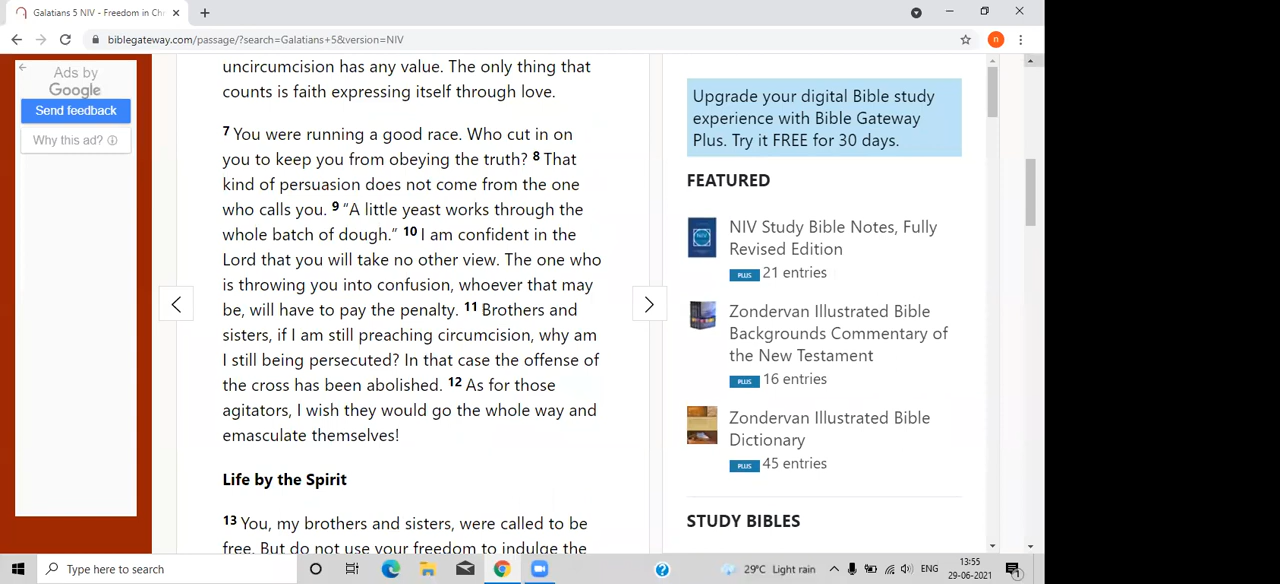 Galatians 5 NIV - Freedom in Chr
biblegateway.com/passage/?search=Galatians+5&version=NIV
n
Ads by
Google
Send feedback
Why this ad?
uncircumcision has any value. The only thing that
counts is faith expressing itself through love.
7 You were running a good race. Who cut in on
you to keep you from obeying the truth? 8 That
kind of persuasion does not come from the one
who calls you. 9 “A little yeast works through the
whole batch of dough.” 10 I am confident in the
Lord that you will take no other view. The one who
is throwing you into confusion, whoever that may
be, will have to pay the penalty. 11 Brothers and
sisters, if I am still preaching circumcision, why am
I still being persecuted? In that case the offense of
the cross has been abolished. 12 As for those
agitators, I wish they would go the whole way and
emasculate themselves!
Life by the Spirit
13 You, my brothers and sisters, were called to be
free. But do not use your freedom to indulge the
Upgrade your digital Bible study
experience with Bible Gateway
Plus. Try it FREE for 30 days.
FEATURED
NIV Study Bible Notes, Fully
Revised Edition
PLUS 21 entries
Zondervan Illustrated Bible
Backgrounds Commentary of
the New Testament
PLUS 16 entries
Zondervan Illustrated Bible
Dictionary
PLUS 45 entries
STUDY BIBLES
Type here to search
29°C Light rain
ENG
13:55
29-06-2021